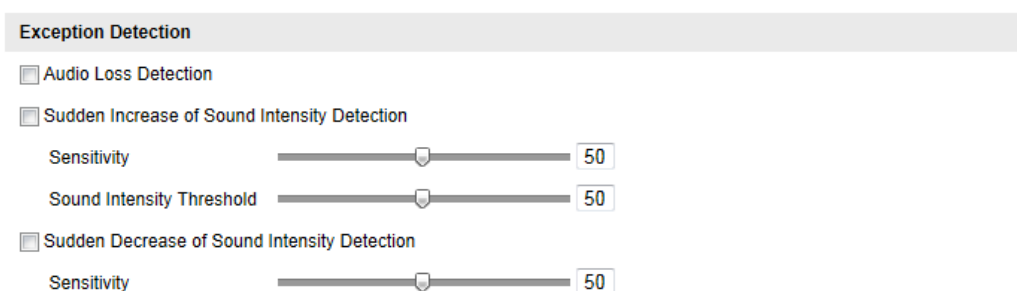 Exception Detection
Audio Loss Detection
Sudden Increase of Sound Intensity Detection
Sensitivity 50
Sound Intensity Threshold 50
Sudden Decrease of Sound Intensity Detection
Sensitivity 50